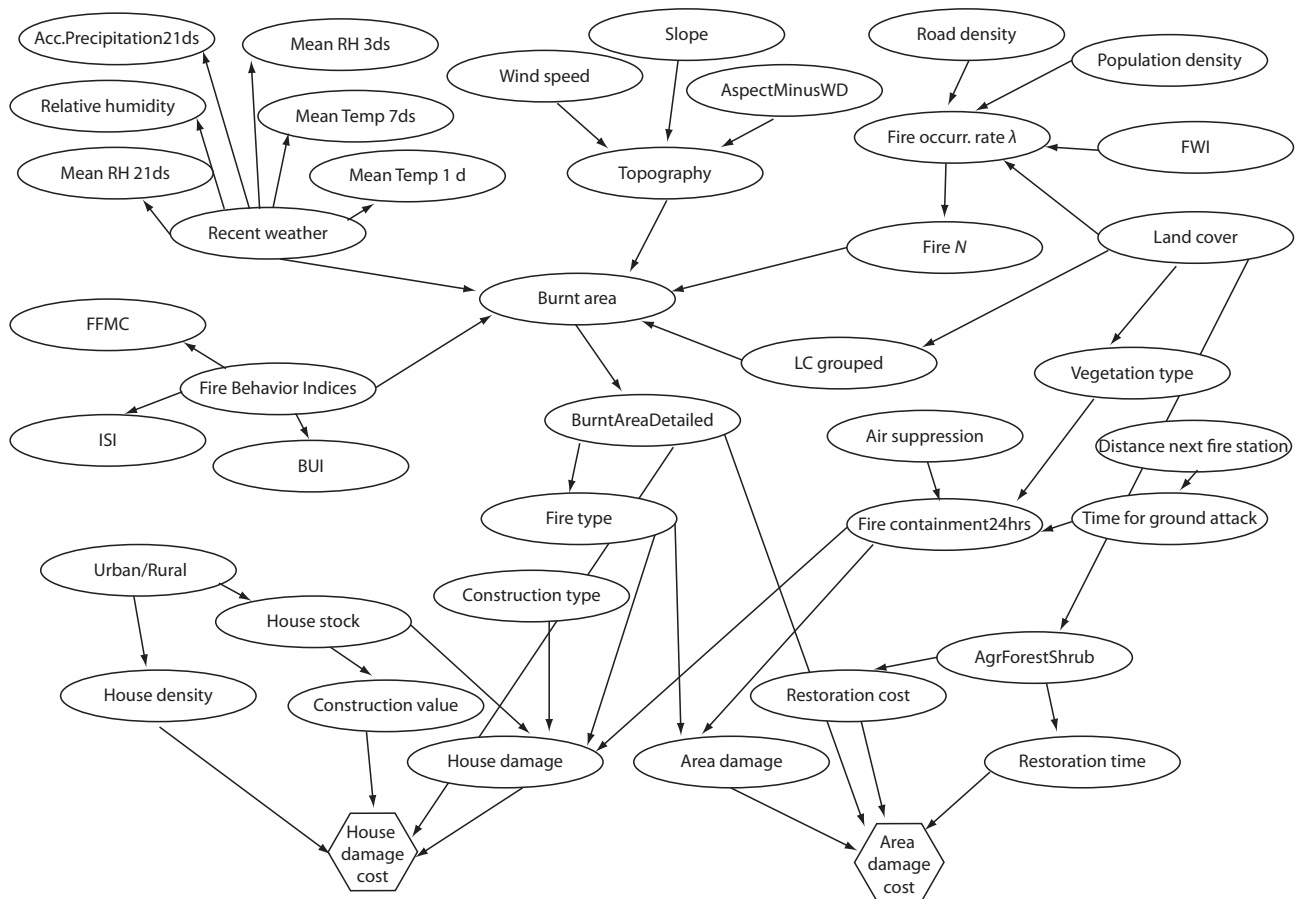 Acc.Precipitation21ds
Mean RH 3ds
Slope
Road density
Wind speed
Population density
AspectMinusWD
Relative humidity
Mean Temp 7ds
Fire occurr. rate λ
FWI
Mean RH 21ds
Mean Temp 1 d
Topography
Recent weather
Land cover
Fire N
Burnt area
FFMC
LC grouped
Vegetation type
Fire Behavior Indices
BurntAreaDetailed
Air suppression
ISI
Distance next fire station
BUI
Fire type
Fire containment24hrs
Time for ground attack
Urban/Rural
Construction type
House stock
AgrForestShrub
House density
Restoration cost
Construction value
House damage
Area damage
Restoration time
House
damage
cost
Area
damage
cost